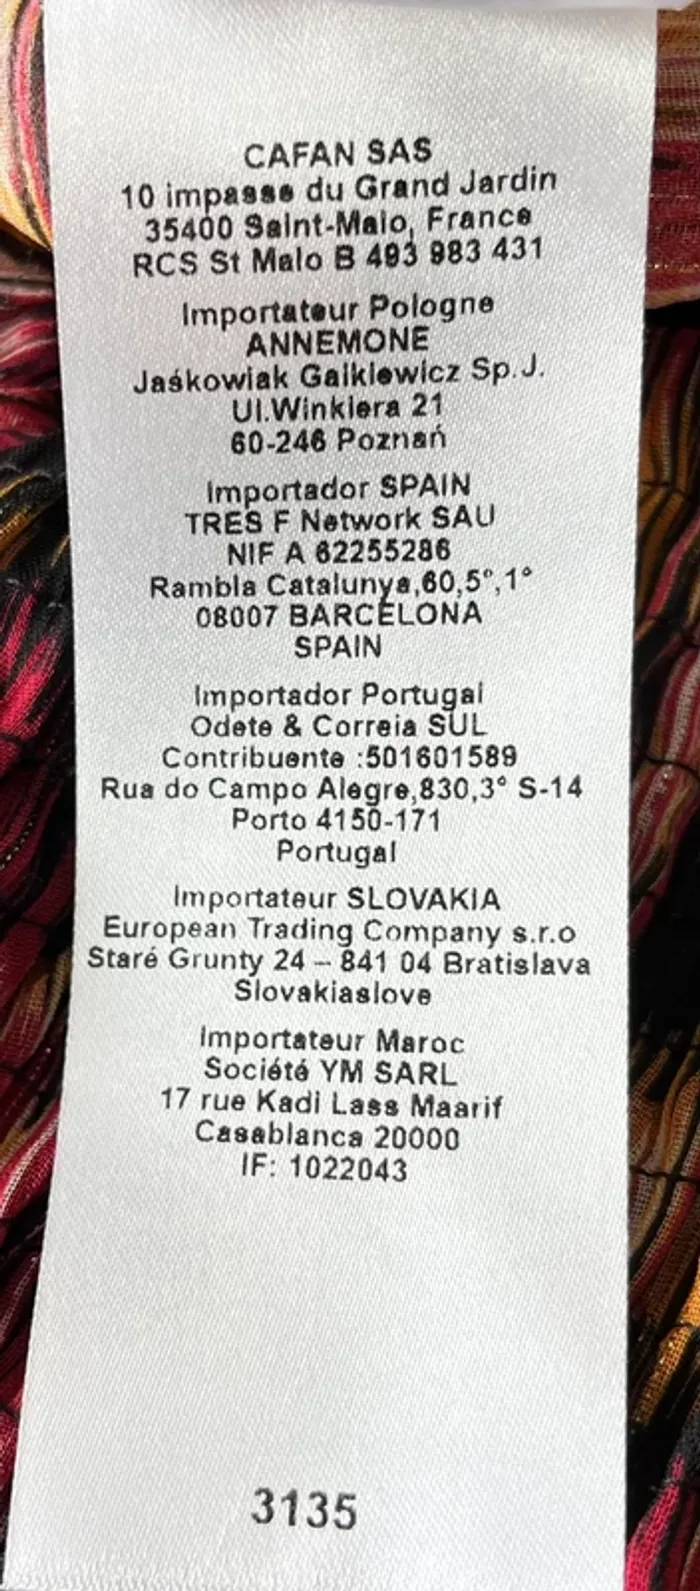 CAFAN SAS
10 impasse du Grand Jardin
35400 Saint-Malo, France
RCS St Malo B 493 983 431
Importateur Pologne
ANNEMONE
Jaśkowiak Galkiewicz Sp.J.
Ul.Winklera 21
60-246 Poznań
Importador SPAIN
TRES F Network SAU
NIF A 62255286
Rambla Catalunya,60,5°,1°
08007 BARCELONA
SPAIN
Importador Portugal
Odete & Correia SUL
Contribuente :501601589
Rua do Campo Alegre,830,3° S-14
Porto 4150-171
Portugal
Importateur SLOVAKIA
European Trading Company s.r.o
Staré Grunty 24 – 841 04 Bratislava
Slovakiaslove
Importateur Maroc
Société YM SARL
17 rue Kadi Lass Maarif
Casablanca 20000
IF: 1022043
3135